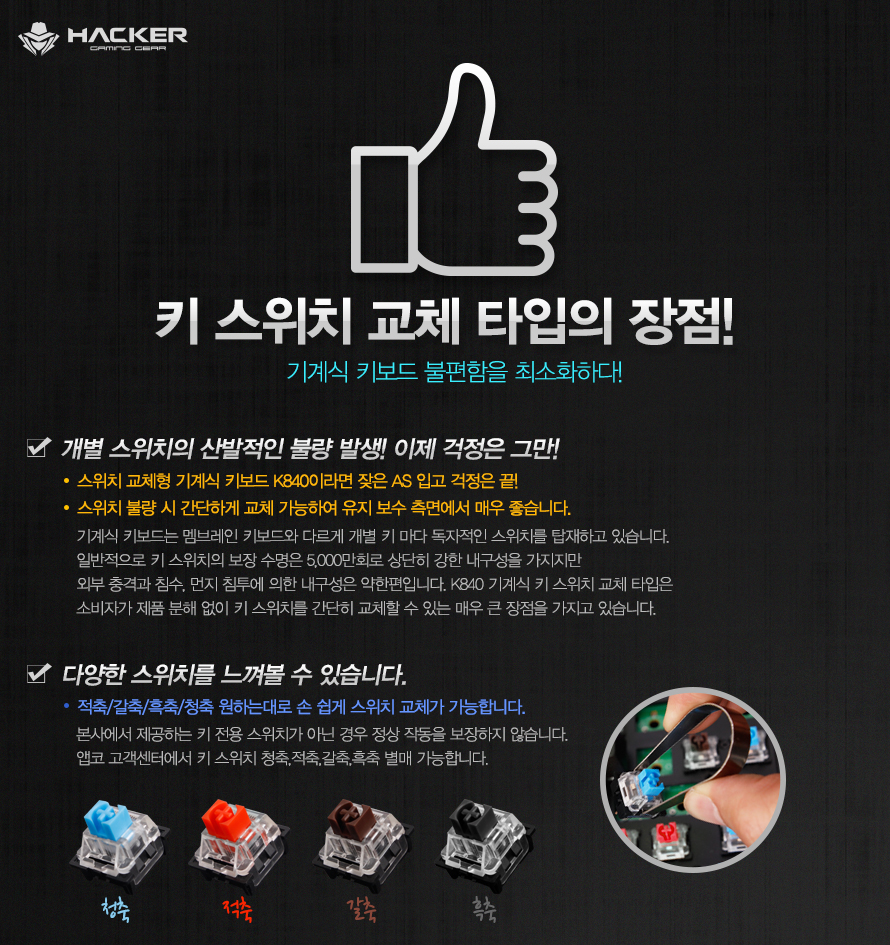 HACKER
GAMING GEAR
키 스위치 교체 타입의 장점!
기계식 키보드 불편함을 최소화하다!
개별 스위치의 산발적인 불량 발생! 이제 걱정은 그만!
• 스위치 교체형 기계식 키보드 K840이라면 잦은 AS 입고 걱정은 끝!
• 스위치 불량 시 간단하게 교체 가능하여 유지 보수 측면에서 매우 좋습니다.
기계식 키보드는 멤브레인 키보드와 다르게 개별 키 마다 독자적인 스위치를 탑재하고 있습니다.
일반적으로 키 스위치의 보장 수명은 5,000만회로 상단히 강한 내구성을 가지지만
외부 충격과 침수, 먼지 침투에 의한 내구성은 약한편입니다. K840 기계식 키 스위치 교체 타입은
소비자가 제품 분해 없이 키 스위치를 간단히 교체할 수 있는 매우 큰 장점을 가지고 있습니다.
다양한 스위치를 느껴볼 수 있습니다.
• 적축/갈축/흑축/청축 원하는대로 손 쉽게 스위치 교체가 가능합니다.
본사에서 제공하는 키 전용 스위치가 아닌 경우 정상 작동을 보장하지 않습니다.
앱코 고객센터에서 키 스위치 청축,적축,갈축,흑축 별매 가능합니다.
청축 적축 갈축 흑축